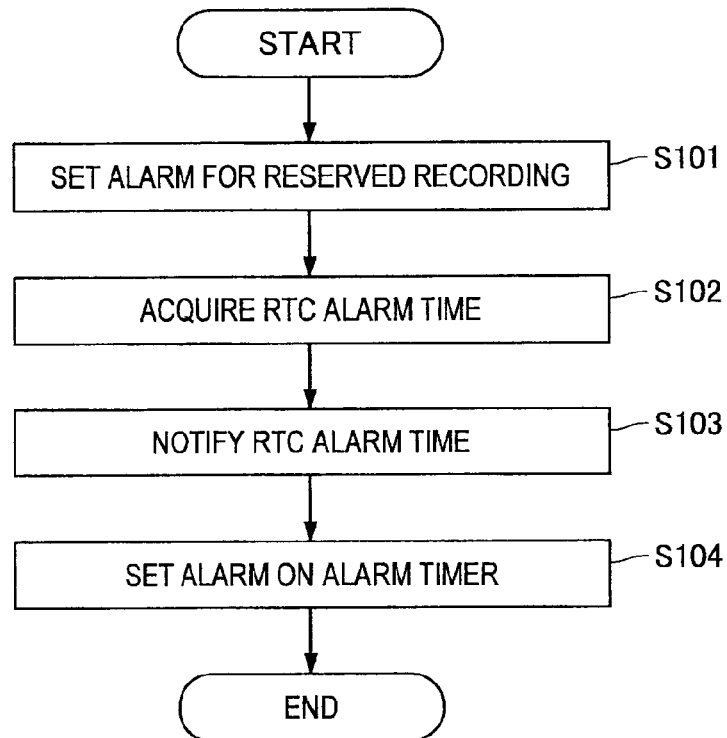 START
SET ALARM FOR RESERVED RECORDING
S101
ACQUIRE RTC ALARM TIME
S102
NOTIFY RTC ALARM TIME
S103
SET ALARM ON ALARM TIMER
S104
END